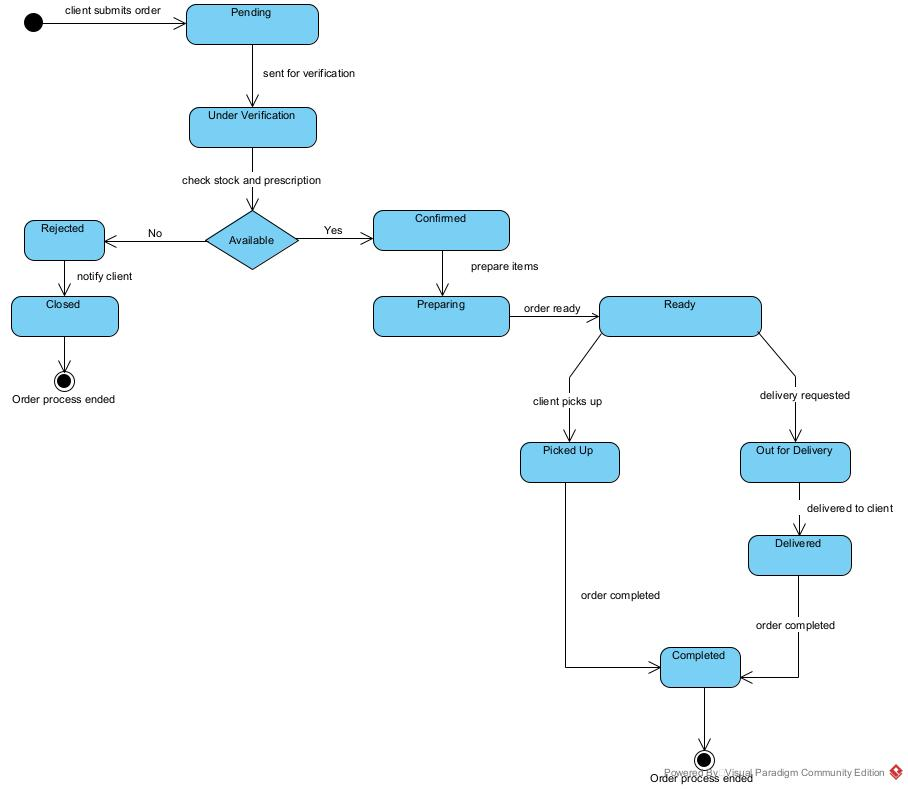 client submits order
Pending
sent for verification
Under Verification
check stock and prescription
Available
No
Yes
Rejected
Confirmed
notify client
prepare items
Closed
Preparing
order ready
Ready
Order process ended
client picks up
delivery requested
Picked Up
Out for Delivery
delivered to client
Delivered
order completed
order completed
Completed
Powered By Visual Paradigm Community Edition
Order process ended